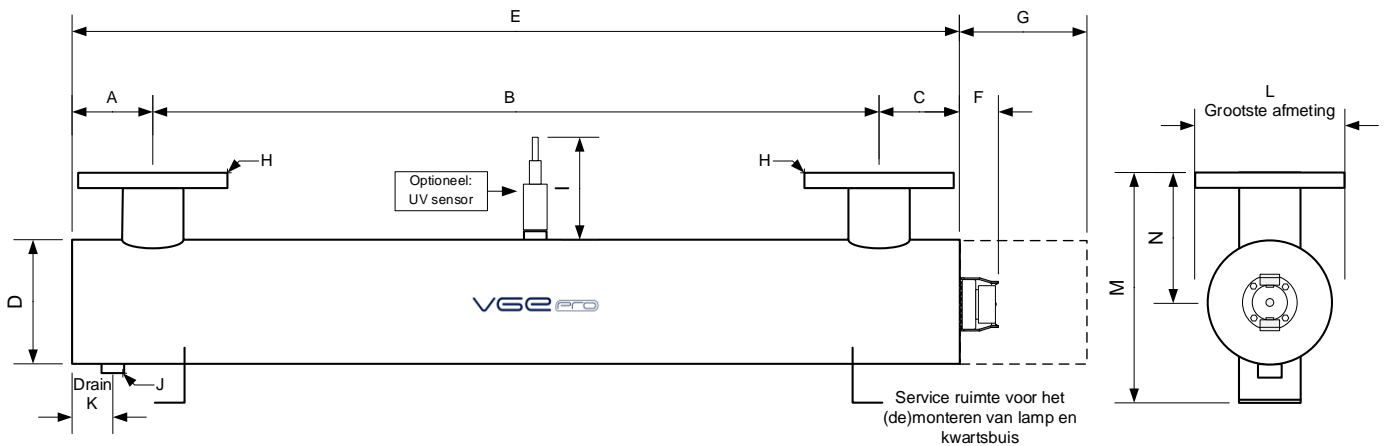 E
G
A
B
C
F
L
Grootste afmeting
H
H
Optioneel:
UV sensor
I
N
M
D
VGE PRO
Drain
J
K
Service ruimte voor het
(de)monteren van lamp en
kwartsbuis